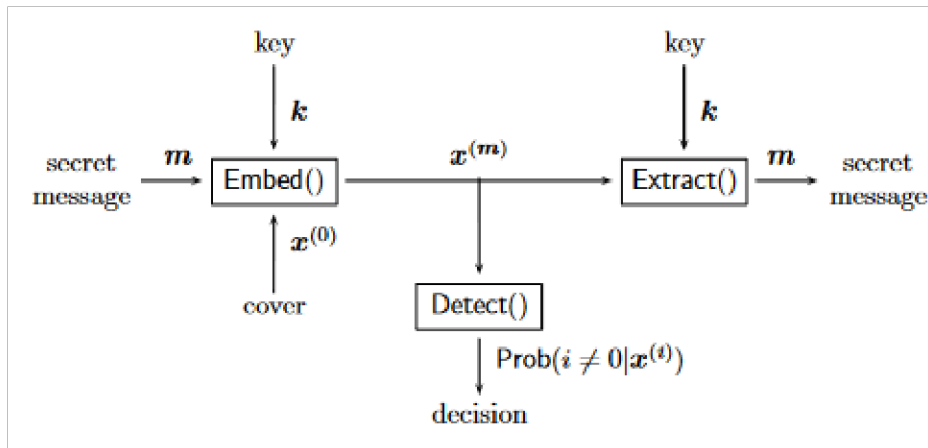 key
key
k
k
secret
message
m
Embed()
x^(m)
Extract()
m
secret
message
x^(0)
cover
Detect()
Prob(i ≠ 0|x^(i))
decision